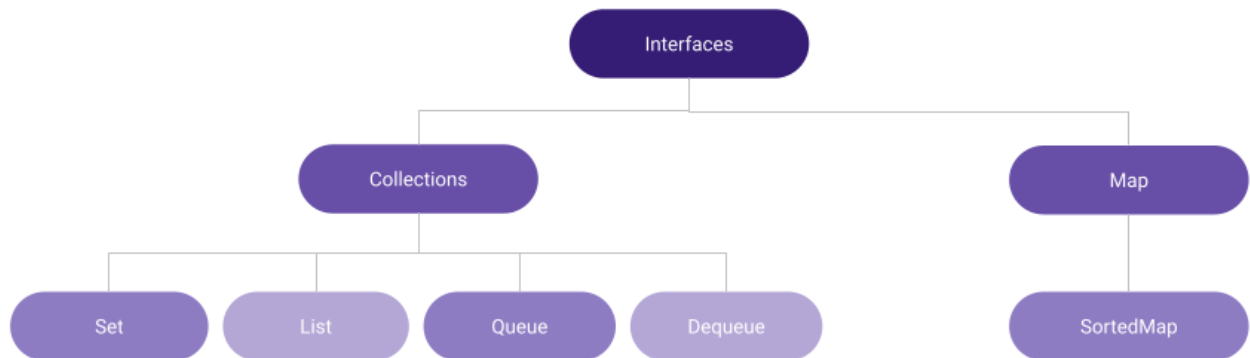 Interfaces
Collections
Map
Set
List
Queue
Dequeue
SortedMap